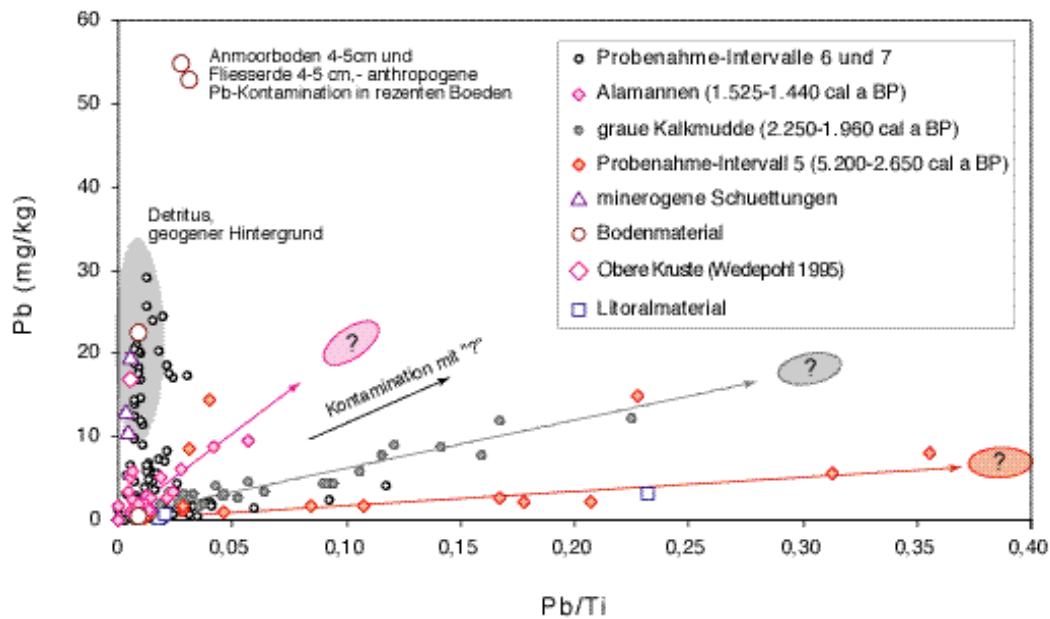 60
50
40
30
20
10
0
Pb (mg/kg)
Anmoorboden 4-5cm und
Fliesserde 4-5 cm,- anthropogene
Pb-Kontamination in rezenten Boeden
Detritus,
geogener Hintergrund
Probenahme-Intervalle 6 und 7
Alamannen (1.525-1.440 cal a BP)
graue Kalkmudde (2.250-1.960 cal a BP)
Probenahme-Intervall 5 (5.200-2.650 cal a BP)
minerogene Schuettungen
Bodenmaterial
Obere Kruste (Wedepohl 1995)
Litoralmaterial
?
Kontamination mit "?"
?
?
0 0,05 0,10 0,15 0,20 0,25 0,30 0,35 0,40
Pb/Ti